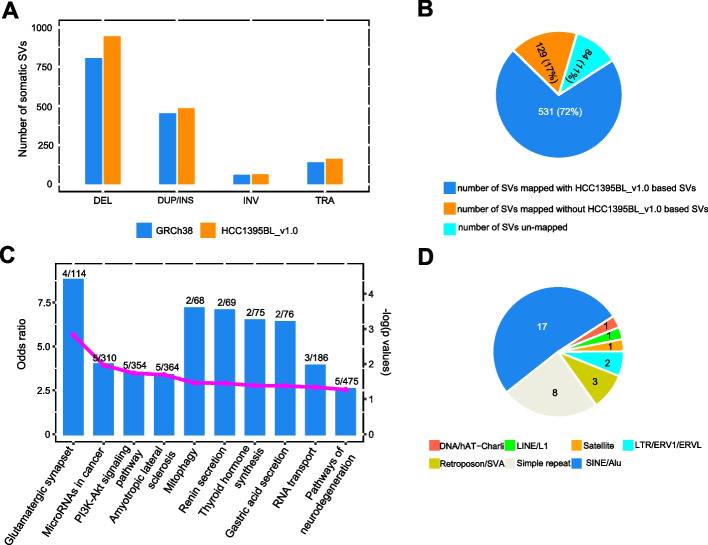 A
Number of somatic SVs
1000
750
500
250
0
DEL
DUP/INS
INV
TRA
GRCh38
HCC1395BL_v1.0
B
129 (17%)
84 (11%)
531 (72%)
number of SVs mapped with HCC1395BL_v1.0 based SVs
number of SVs mapped without HCC1395BL_v1.0 based SVs
number of SVs un-mapped
C
Odds ratio
7.5
5.0
2.5
0.0
4/114
5/310
5/354
5/364
2/68
2/69
2/75
2/76
3/186
5/475
4
3
2
1
0
-log(p values)
Glutamatergic synapset
MicroRNAs in cancer
PI3K-Akt signaling
pathway
Amyotropic lateral
sclerosis
Mitophagy
Renin secretion
Thyroid hormone
synthesis
Gastric acid secretion
RNA transport
Pathways of
neurodegeneration
D
17
1
1
1
2
3
8
DNA/hAT-Charli
LINE/L1
Satellite
LTR/ERV1/ERVL
Retroposon/SVA
Simple repeat
SINE/Alu